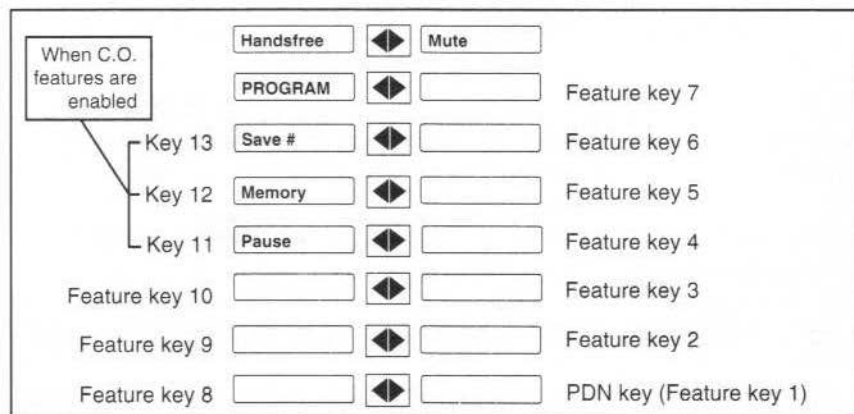 Handsfree Mute
When C.O.
features are
enabled
PROGRAM Feature key 7
Key 13 Save # Feature key 6
Key 12 Memory Feature key 5
Key 11 Pause Feature key 4
Feature key 10 Feature key 3
Feature key 9 Feature key 2
Feature key 8 PDN key (Feature key 1)